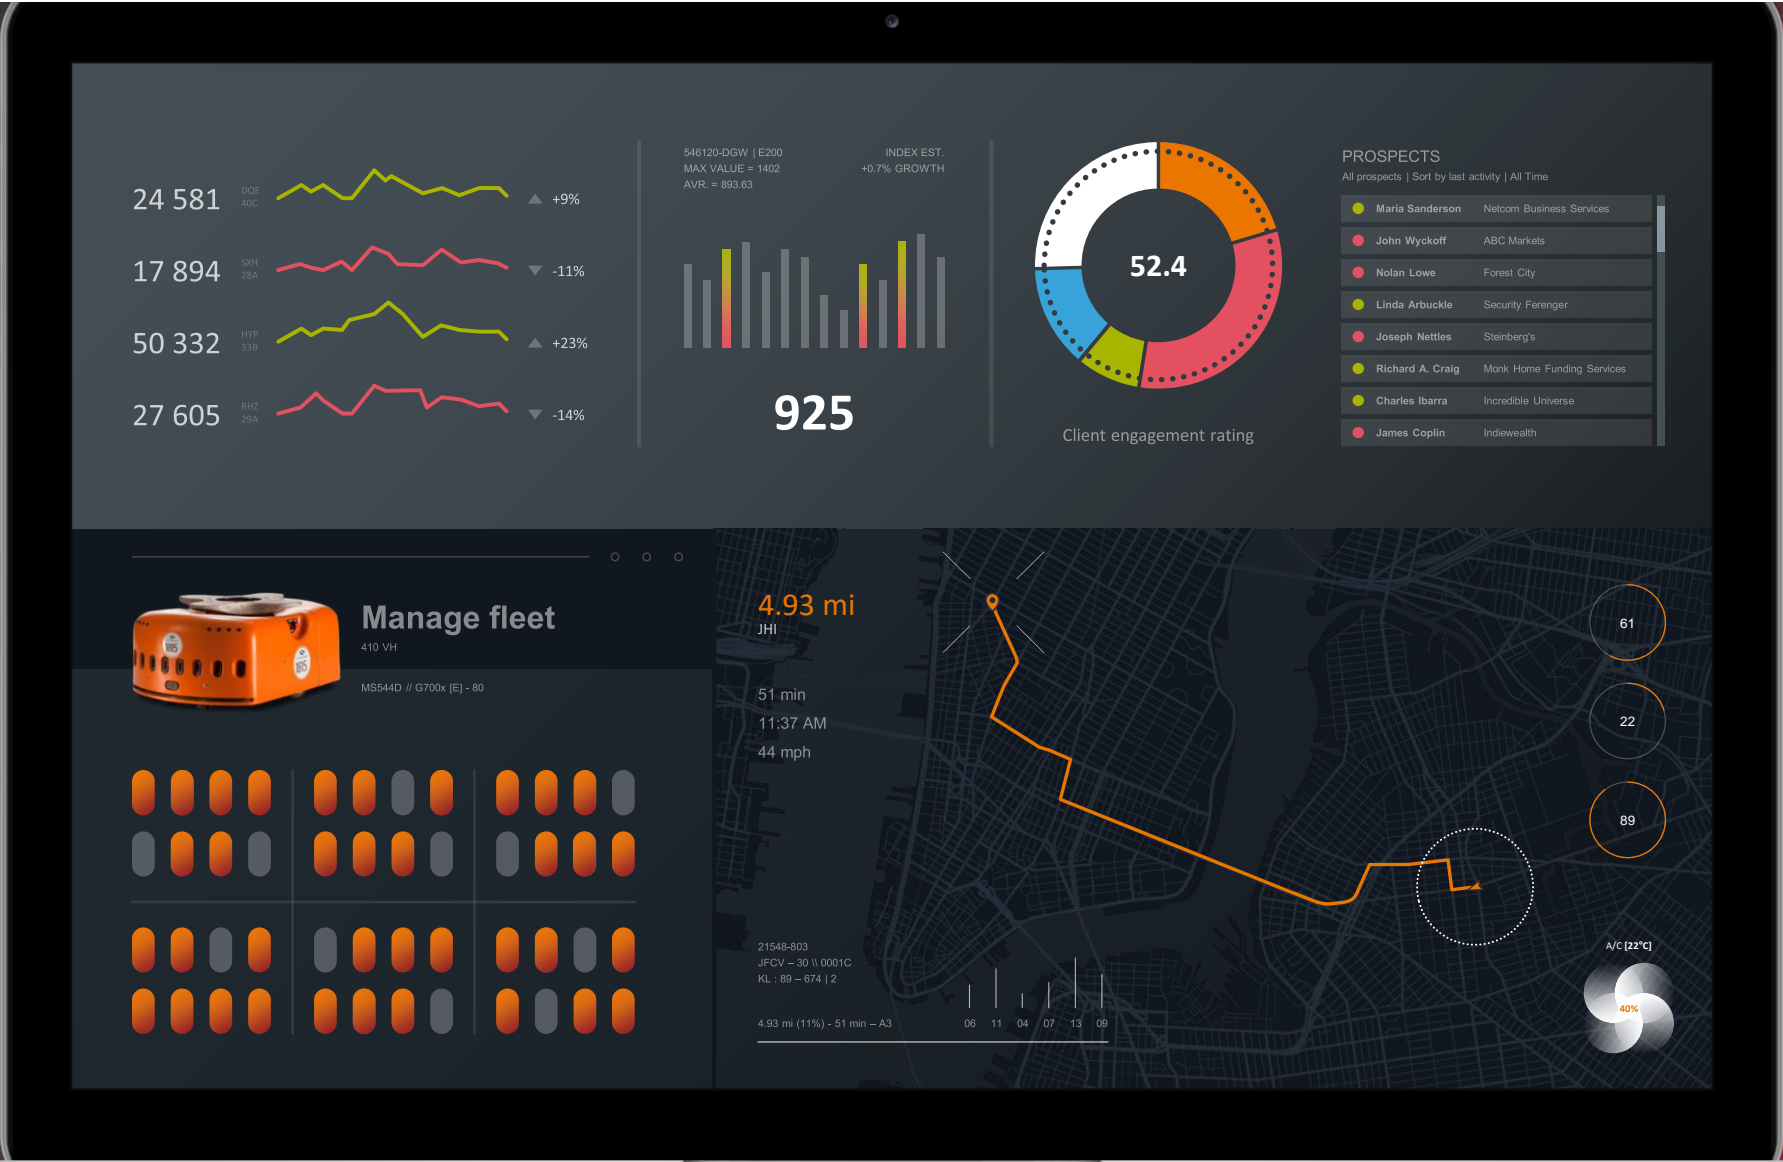 24 581
DQE
40C
+9%
17 894
SXH
28A
-11%
50 332
HYP
33B
+23%
27 605
RHZ
29A
-14%
546120-DGW | E200
MAX VALUE = 1402
AVR. = 893.63
INDEX EST.
+0.7% GROWTH
925
52.4
Client engagement rating
PROSPECTS
All prospects | Sort by last activity | All Time
Maria Sanderson Netcom Business Services
John Wyckoff ABC Markets
Nolan Lowe Forest City
Linda Arbuckle Security Ferenger
Joseph Nettles Steinberg's
Richard A. Craig Monk Home Funding Services
Charles Ibarra Incredible Universe
James Coplin Indiewealth
Manage fleet
410 VH
MS544D // G700x [E] - 80
1815
1815
4.93 mi
JHI
51 min
11:37 AM
44 mph
21548-803
JFCV – 30 \\ 0001C
KL : 89 – 674 | 2
4.93 mi (11%) - 51 min – A3
06 11 04 07 13 09
61
22
89
A/C [22°C]
40%